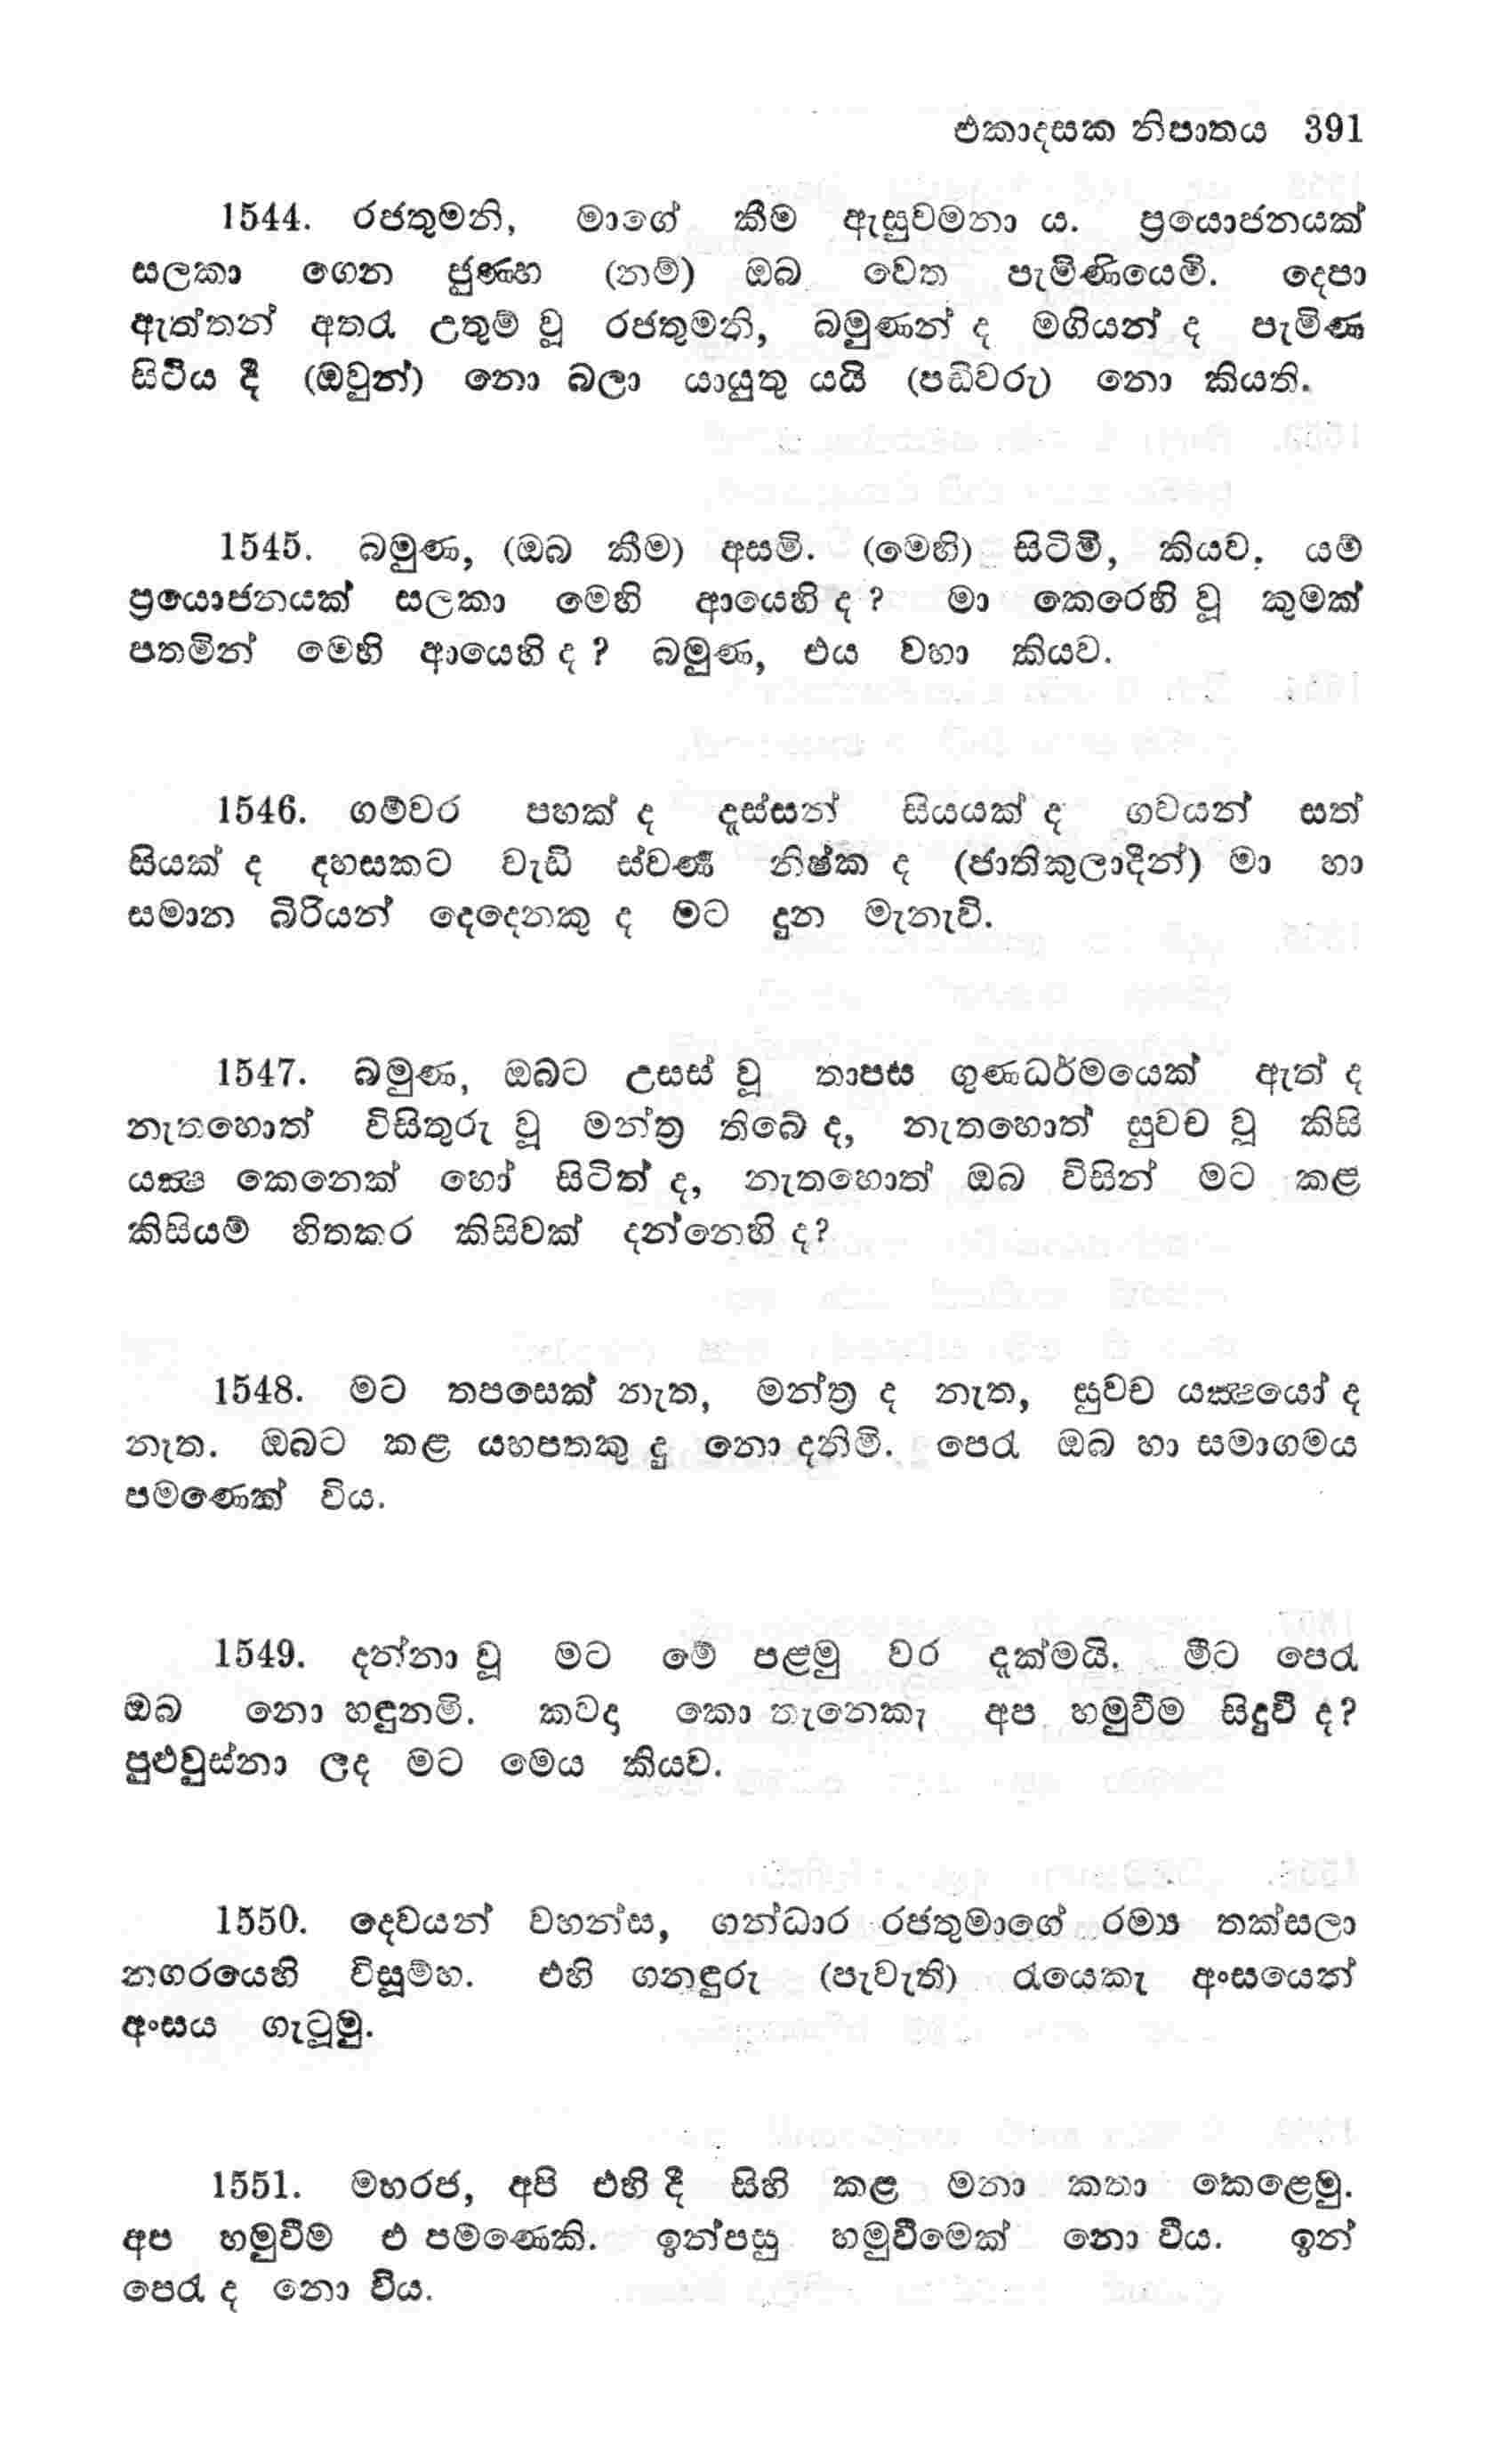 එකාදසක නිපාතය 391
1544. රජතුමනි, මාගේ කීම ඇසුවමනා ය. ප්‍රයොජනයක්
සලකා ගෙන ජුණ්හ (නම්) ඔබ වෙත පැමිණියෙමි. දෙපා
ඇත්තන් අතරැ උතුම් වූ රජතුමනි, බමුණන් ද මගියන් ද පැමිණ
සිටිය දී (ඔවුන්) නො බලා යායුතු යයි (පඬිවරු) නො කියති.
1545. බමුණ, (ඔබ කීම) අසමි. (මෙහි) සිටිමි, කියව. යම්
ප්‍රයොජනයක් සලකා මෙහි ආයෙහි ද ? මා කෙරෙහි වූ කුමක්
පතමින් මෙහි ආයෙහි ද ? බමුණ, එය වහා කියව.
1546. ගම්වර පහක් ද දැස්සන් සියයක් ද ගවයන් සත්
සියක් ද දහසකට වැඩි ස්වර්ණ නිෂ්ක ද (ජාතිකුලාදින්) මා හා
සමාන බිරියන් දෙදෙනකු ද මට දුන මැනැවි.
1547. බමුණ, ඔබට උසස් වූ තාපස ගුණධර්මයෙක් ඇත් ද
නැතහොත් විසිතුරු වූ මන්ත්‍ර තිබේ ද, නැතහොත් සුවච වූ කිසි
යක්‍ෂ කෙනෙක් හෝ සිටිත් ද, නැතහොත් ඔබ විසින් මට කළ
කිසියම් හිතකර කිසිවක් දන්නෙහි ද?
1548. මට තපසෙක් නැත, මන්ත්‍ර ද නැත, සුවච යක්‍ෂයෝ ද
නැත. ඔබට කළ යහපතකු දු නො දනිමි. පෙරැ ඔබ හා සමාගමය
පමණෙක් විය.
1549. දන්නා වූ මට මේ පළමු වර දැක්මයි. මීට පෙරැ
ඔබ නො හඳුනමි. කවදා කො තැනෙකැ අප හමුවීම සිදුවී ද?
පුළුවුස්නා ලද මට මෙය කියව.
1550. දෙවයන් වහන්ස, ගන්ධාර රජතුමාගේ රම්‍ය තක්සලා
නගරයෙහි විසූම්හ. එහි ගනඳුරු (පැවැති) රැයෙකැ අංසයෙන්
අංසය ගැටූමු.
1551. මහරජ, අපි එහි දී සිහි කළ මනා කතා කෙළෙමු.
අප හමුවීම එ පමණෙකි. ඉන්පසු හමුවීමෙක් නො වීය. ඉන්
පෙරැ ද නො විය.